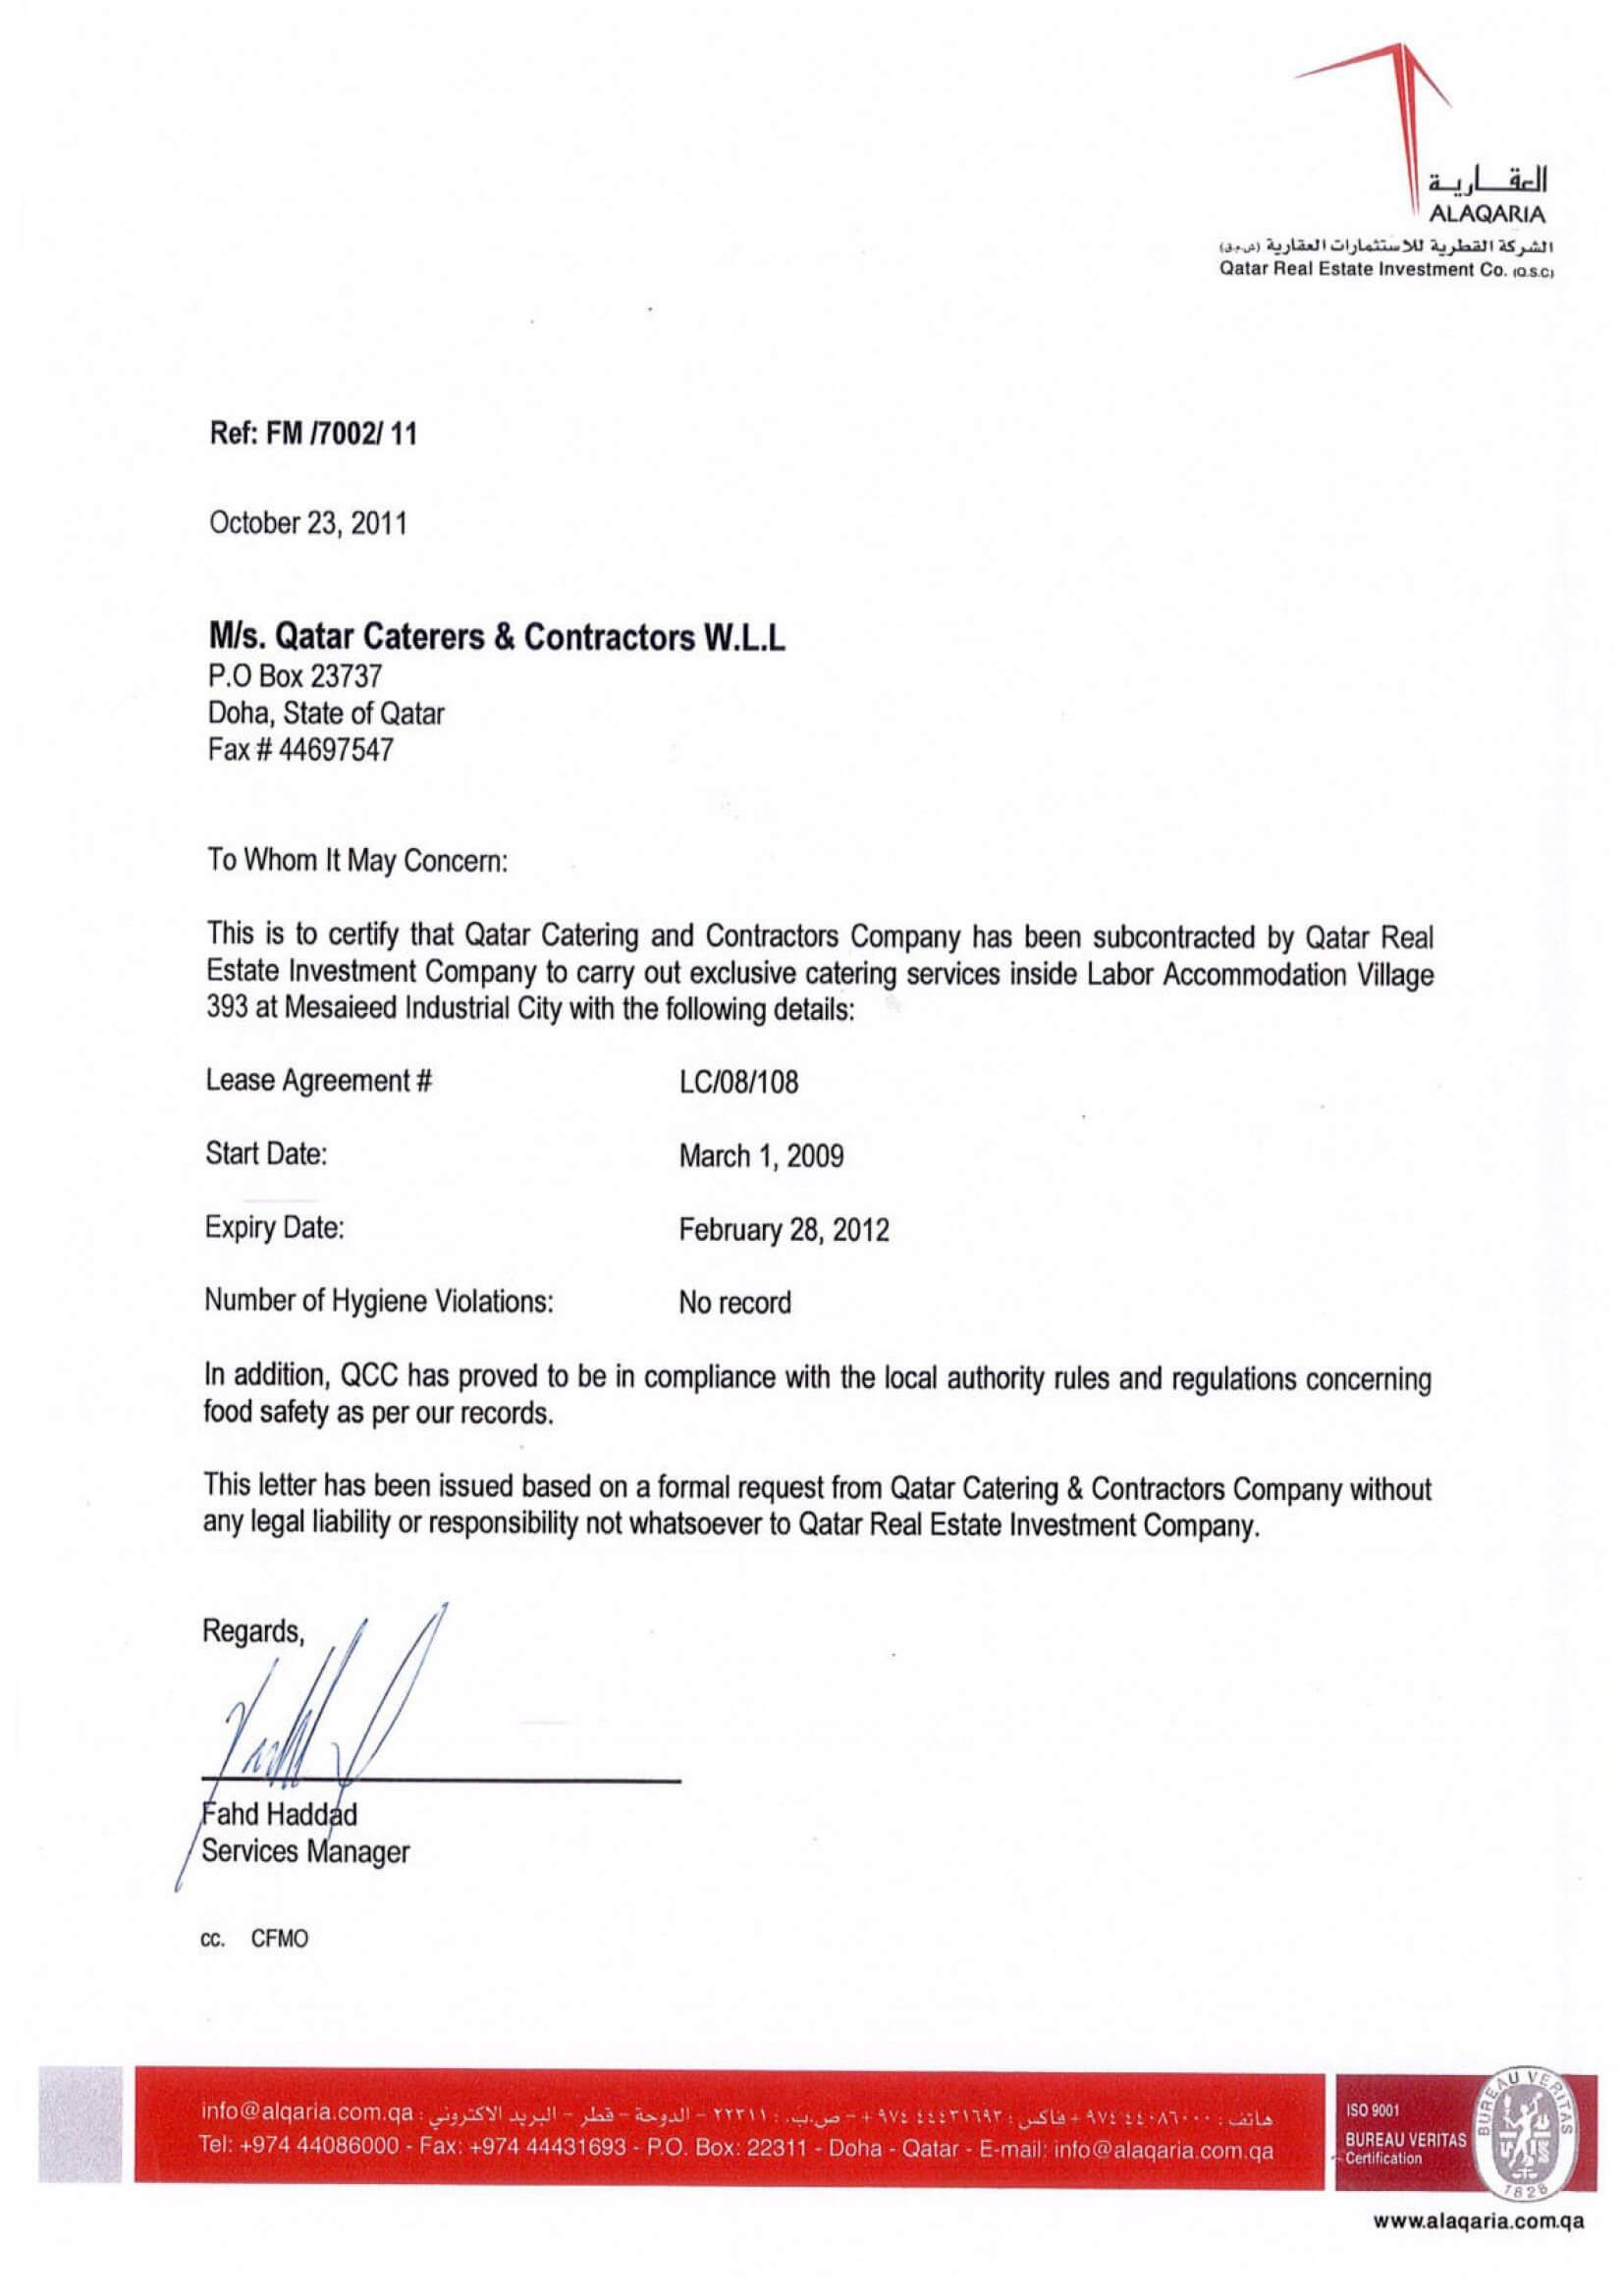 العقارية
ALAQARIA
الشركة القطرية للاستثمارات العقارية (ش.م.ق)
Qatar Real Estate Investment Co. (Q.S.C)
Ref: FM /7002/ 11
October 23, 2011
M/s. Qatar Caterers & Contractors W.L.L
P.O Box 23737
Doha, State of Qatar
Fax # 44697547
To Whom It May Concern:
This is to certify that Qatar Catering and Contractors Company has been subcontracted by Qatar Real
Estate Investment Company to carry out exclusive catering services inside Labor Accommodation Village
393 at Mesaieed Industrial City with the following details:
Lease Agreement # LC/08/108
Start Date: March 1, 2009
Expiry Date: February 28, 2012
Number of Hygiene Violations: No record
In addition, QCC has proved to be in compliance with the local authority rules and regulations concerning
food safety as per our records.
This letter has been issued based on a formal request from Qatar Catering & Contractors Company without
any legal liability or responsibility not whatsoever to Qatar Real Estate Investment Company.
Regards,
Fahd Haddad
Services Manager
cc. CFMO
هاتف : ٤٤٠٨٦٠٠٠ ٩٧٤ + فاكس : ٤٤٤٣١٦٩٣ ٩٧٤ + – ص.ب. : ٢٢٣١١ – الدوحة – قطر – البريد الاكتروني : info@alqaria.com.qa
Tel: +974 44086000 - Fax: +974 44431693 - P.O. Box: 22311 - Doha - Qatar - E-mail: info@alaqaria.com.qa
ISO 9001
BUREAU VERITAS
Certification
BUREAU VERITAS
1828
www.alaqaria.com.qa